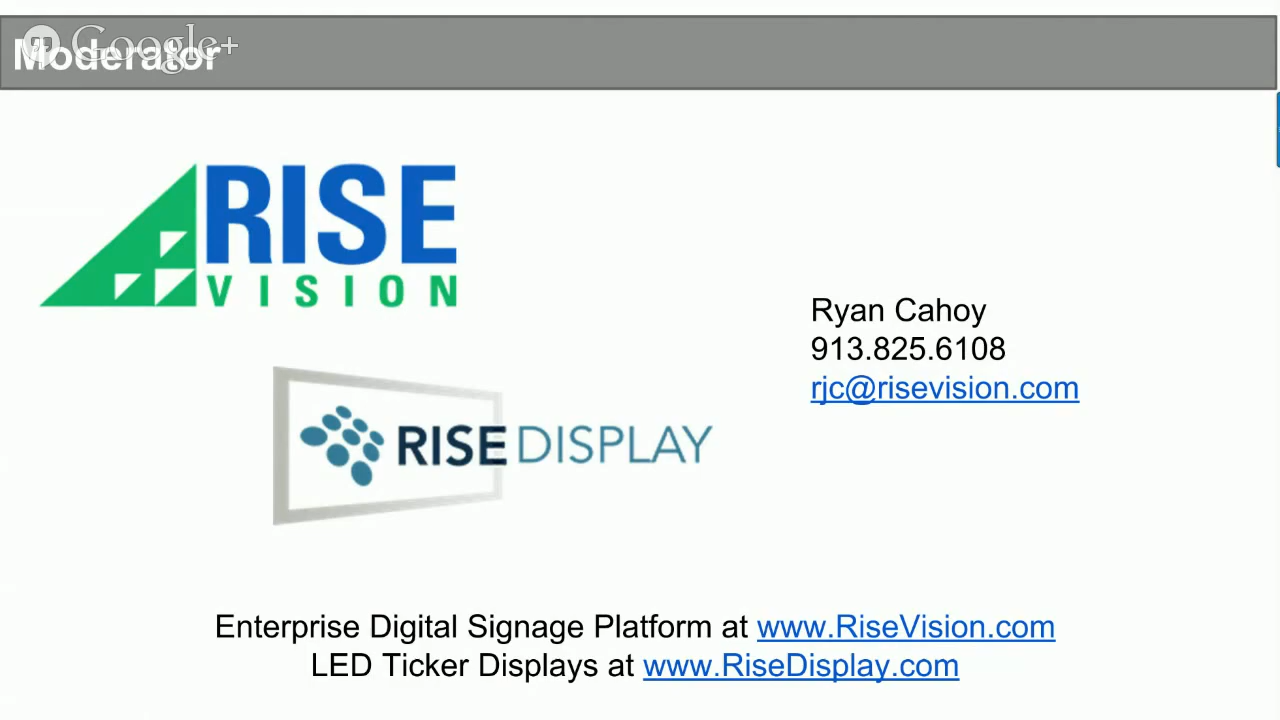 Moderator
Google+
RISE
VISION
Ryan Cahoy
913.825.6108
rjc@risevision.com
RISE DISPLAY
Enterprise Digital Signage Platform at www.RiseVision.com
LED Ticker Displays at www.RiseDisplay.com